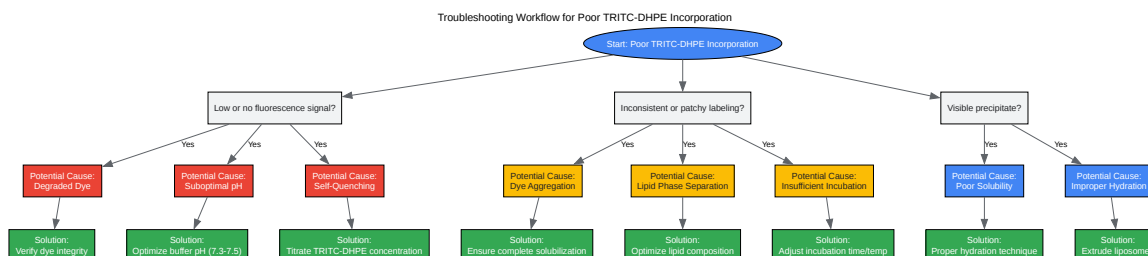 Troubleshooting Workflow for Poor TRITC-DHPE Incorporation
Start: Poor TRITC-DHPE Incorporation
Low or no fluorescence signal?
Inconsistent or patchy labeling?
Visible precipitate?
Yes
Yes
Yes
Yes
Yes
Yes
Yes
Yes
Potential Cause:
Degraded Dye
Potential Cause:
Suboptimal pH
Potential Cause:
Self-Quenching
Potential Cause:
Dye Aggregation
Potential Cause:
Lipid Phase Separation
Potential Cause:
Insufficient Incubation
Potential Cause:
Poor Solubility
Potential Cause:
Improper Hydration
Solution:
Verify dye integrity
Solution:
Optimize buffer pH (7.3-7.5)
Solution:
Titrate TRITC-DHPE concentration
Solution:
Ensure complete solubilization
Solution:
Optimize lipid composition
Solution:
Adjust incubation time/temp
Solution:
Proper hydration technique
Solution:
Extrude liposome